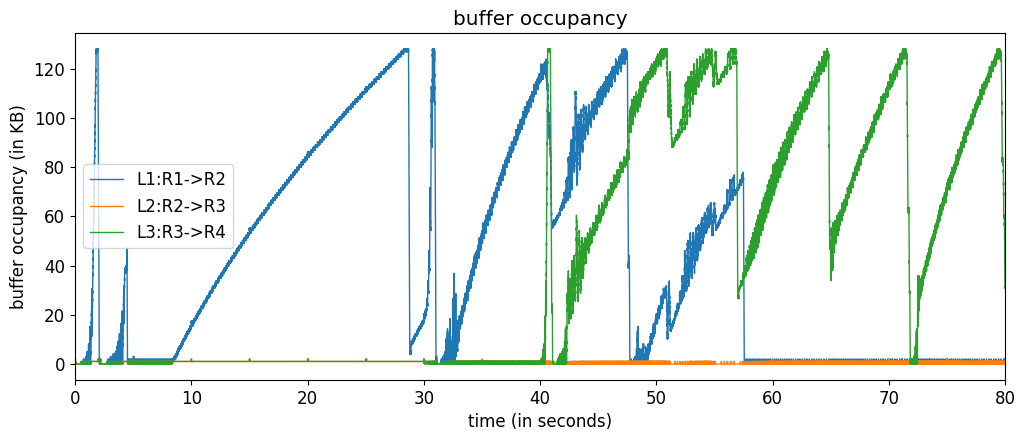 buffer occupancy
buffer occupancy (in KB)
120
100
80
60
40
20
0
L1:R1->R2
L2:R2->R3
L3:R3->R4
0 10 20 30 40 50 60 70 80
time (in seconds)